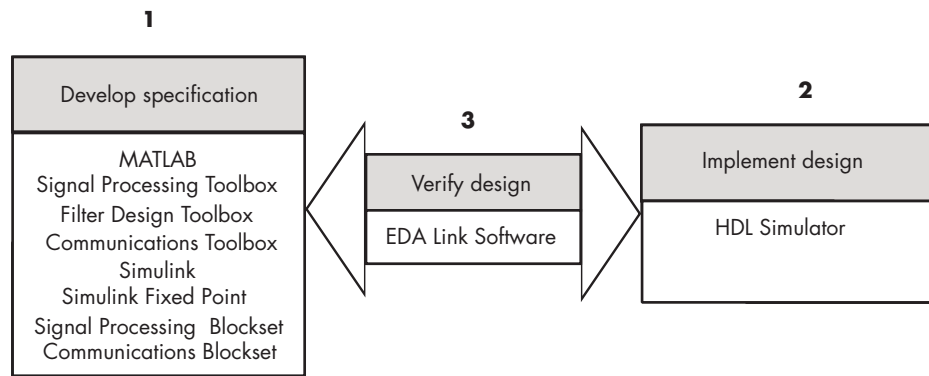 1
Develop specification
MATLAB
Signal Processing Toolbox
Filter Design Toolbox
Communications Toolbox
Simulink
Simulink Fixed Point
Signal Processing Blockset
Communications Blockset
3
Verify design
EDA Link Software
2
Implement design
HDL Simulator